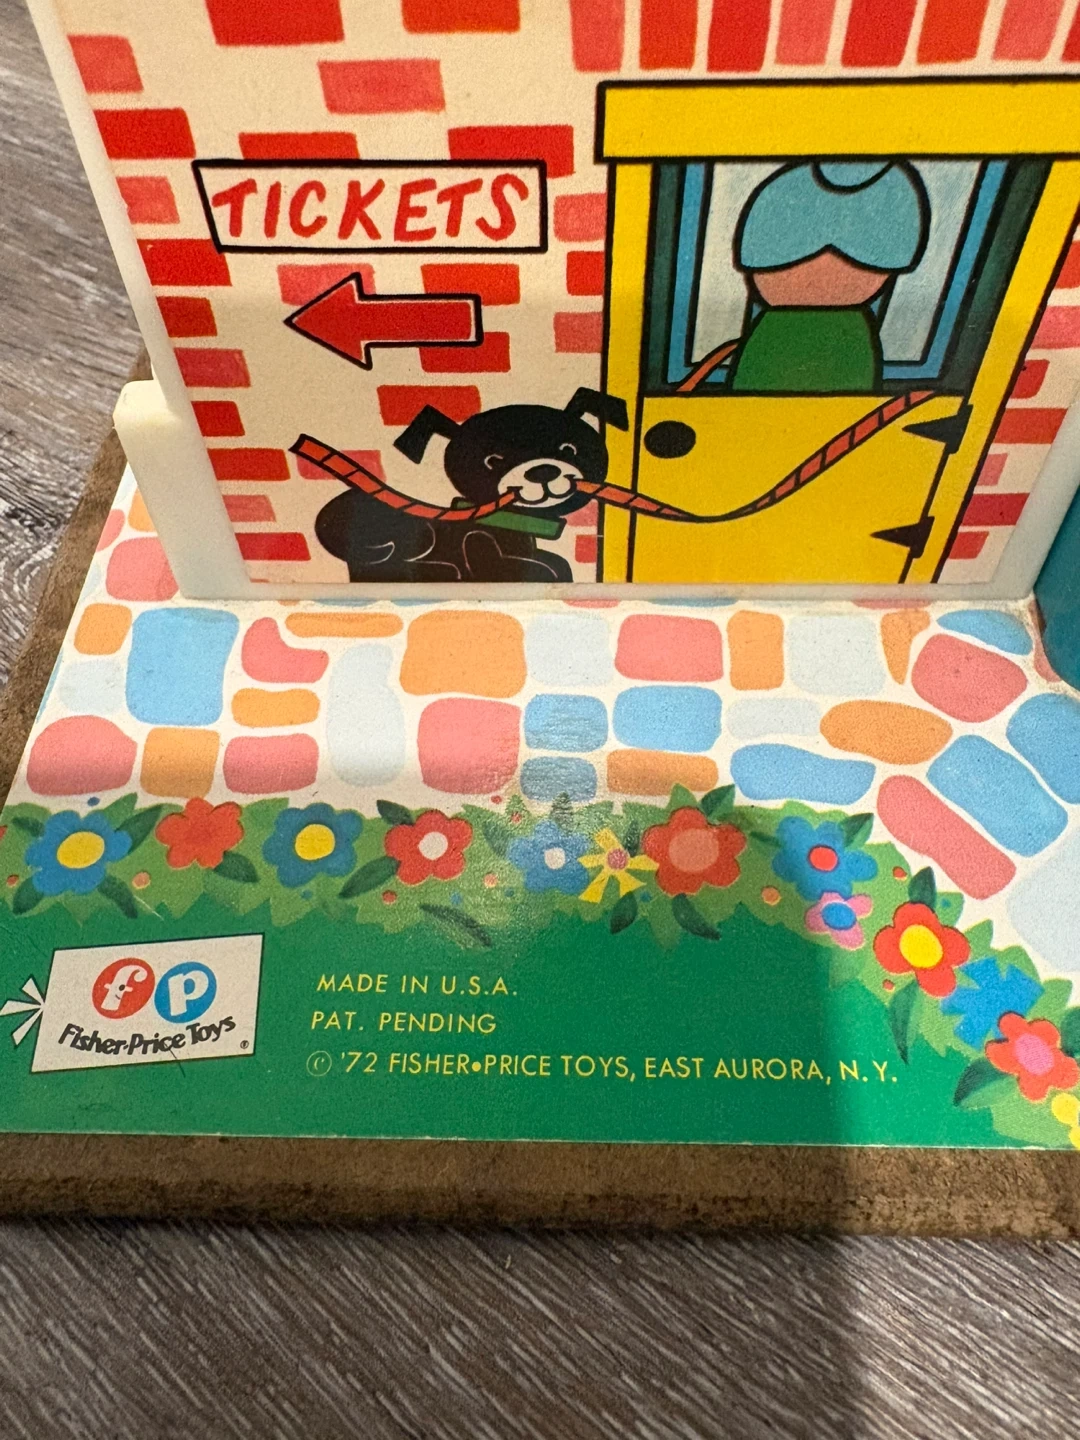 TICKETS
fp
Fisher-Price Toys ®
MADE IN U.S.A.
PAT. PENDING
© '72 FISHER•PRICE TOYS, EAST AURORA, N.Y.